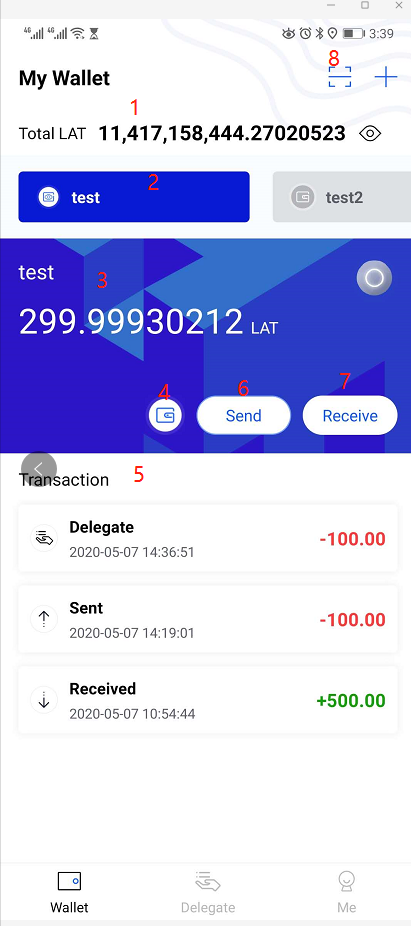 4G 4G 3:39
8
My Wallet
1
Total LAT 11,417,158,444.27020523
2
test test2
test
3
299.99930212 LAT
4 6 7
Send Receive
Transaction 5
Delegate
2020-05-07 14:36:51
-100.00
Sent
2020-05-07 14:19:01
-100.00
Received
2020-05-07 10:54:44
+500.00
Wallet Delegate Me